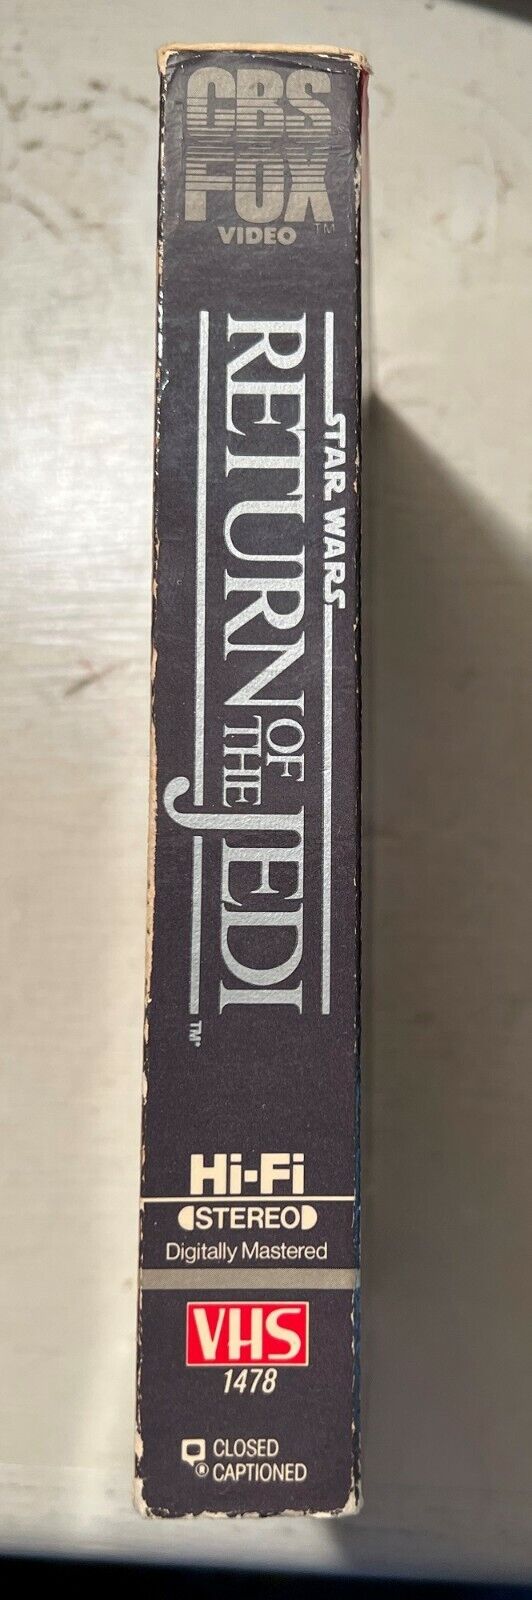 CBS
FOX
VIDEO TM
STAR WARS
RETURN OF THE JEDI
TM*
Hi-Fi
STEREO
Digitally Mastered
VHS
1478
CLOSED
® CAPTIONED